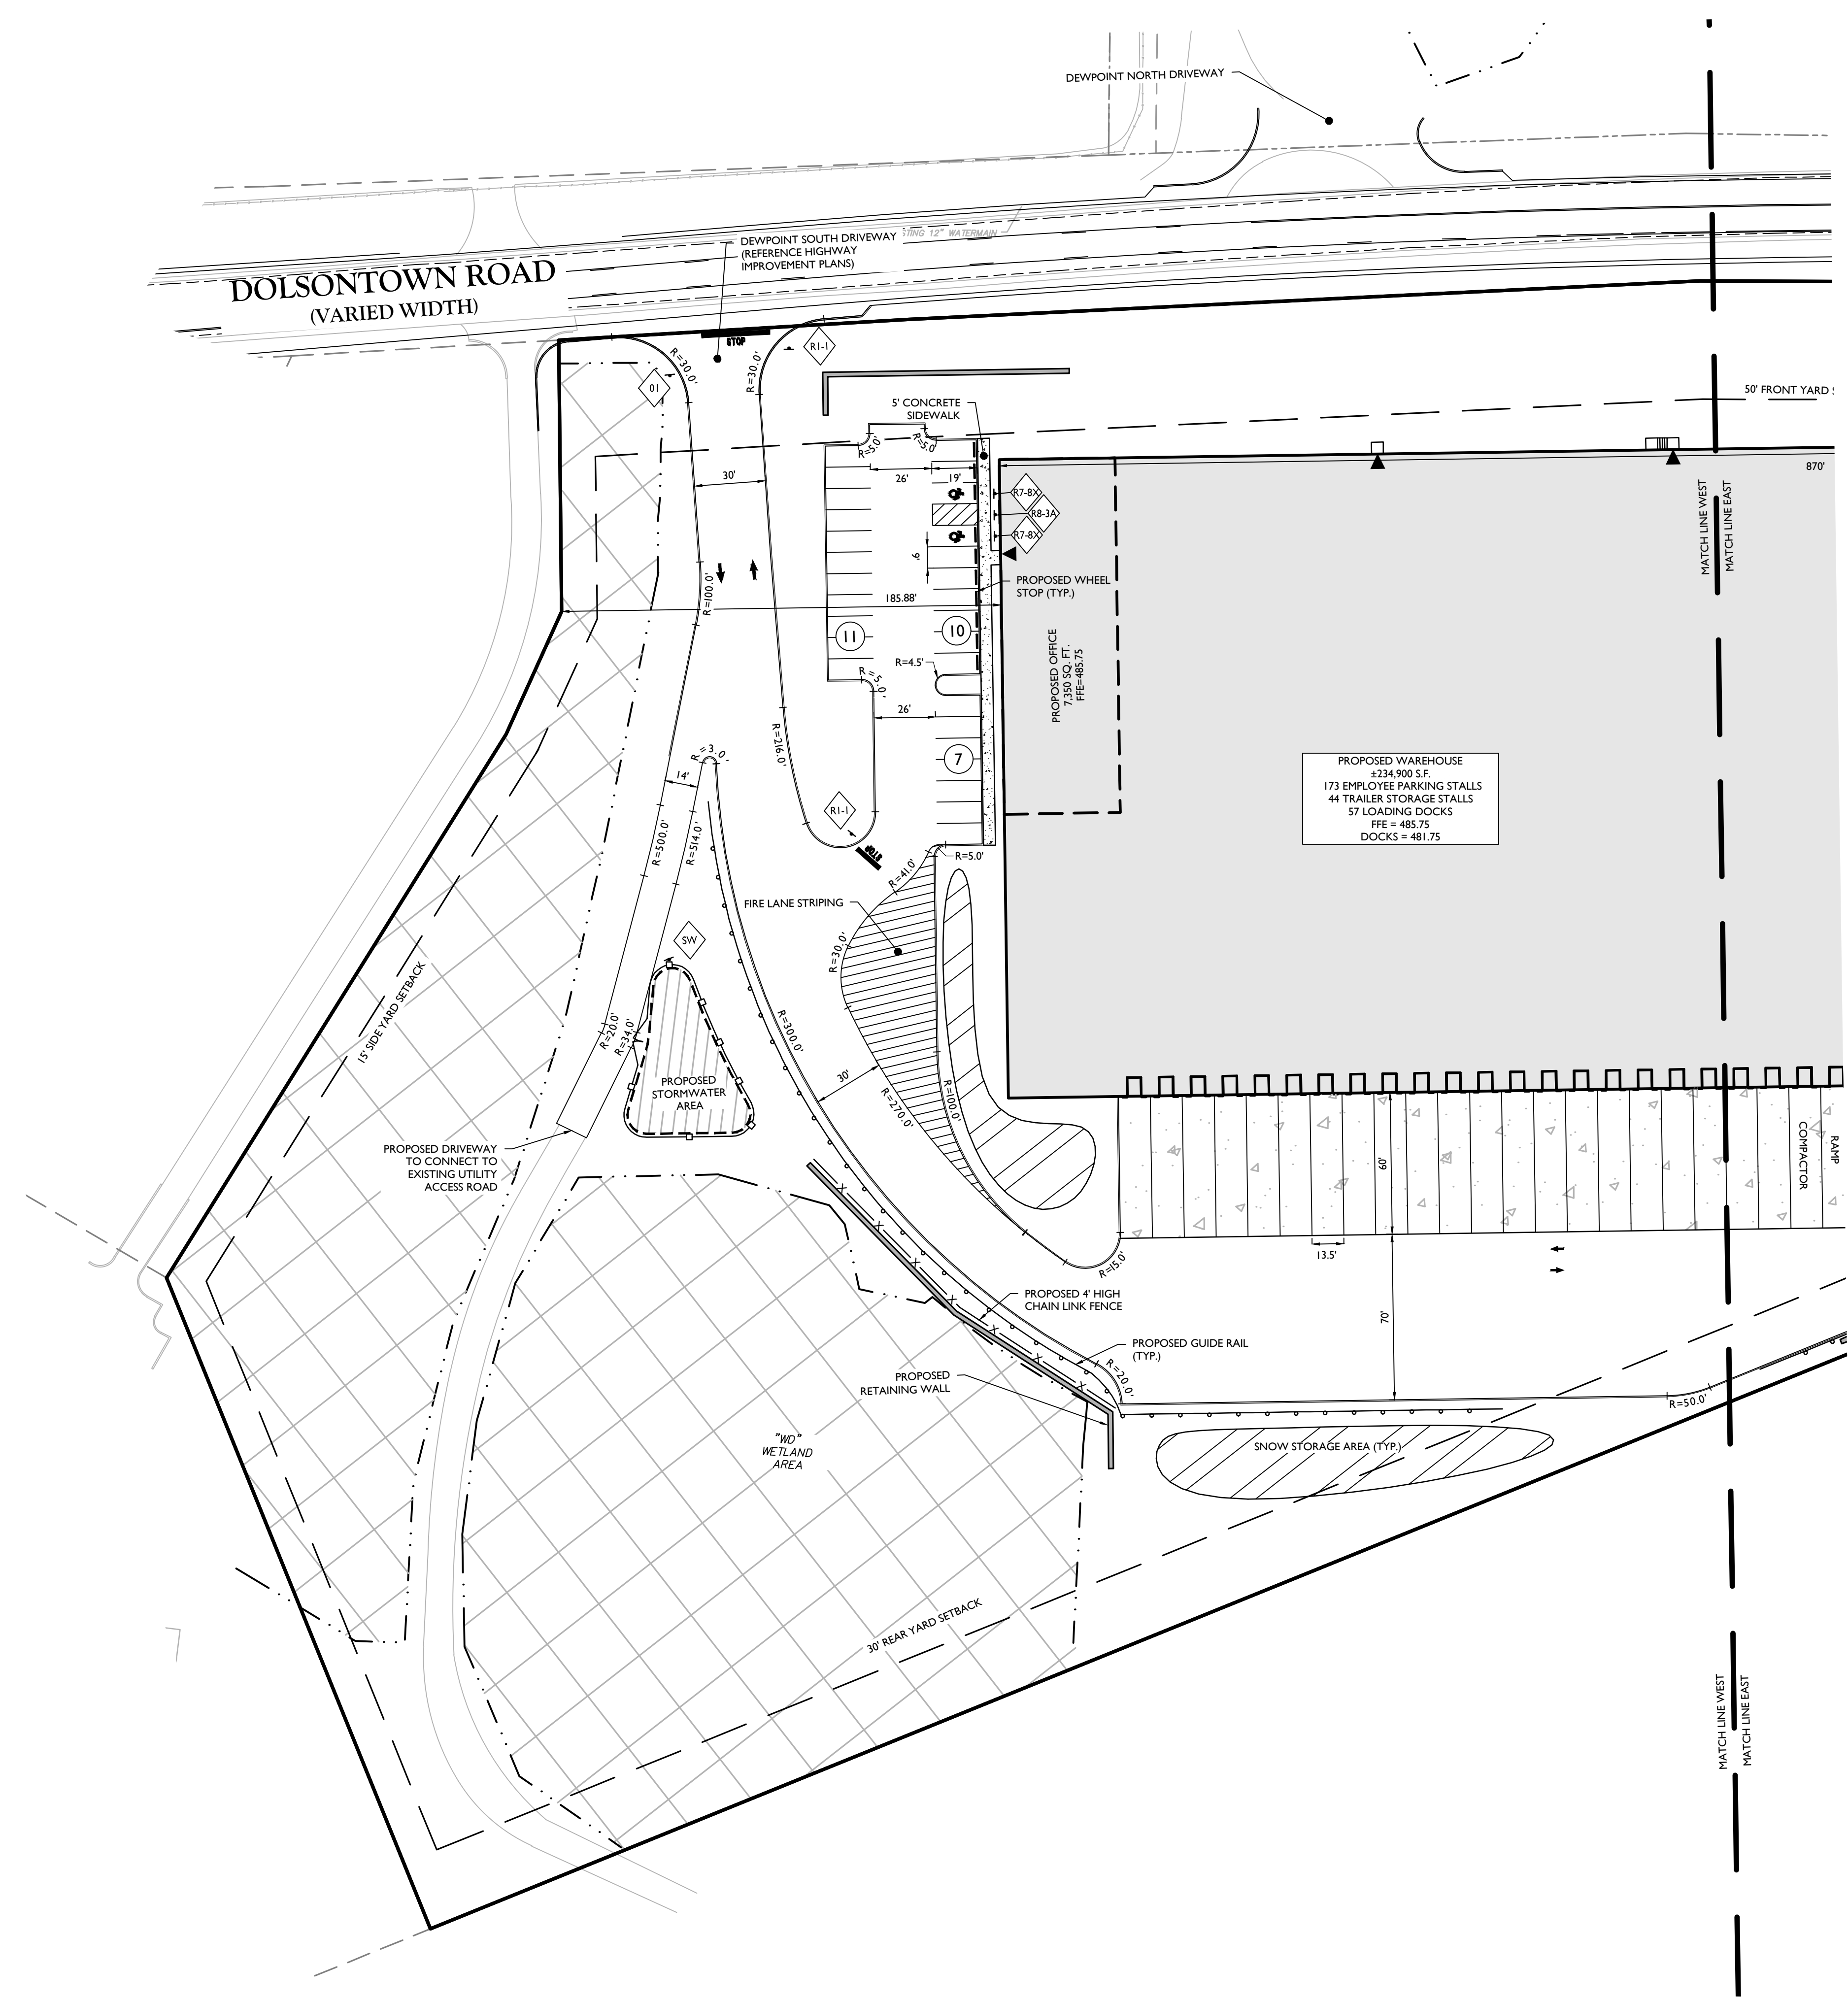 DEWPOINT NORTH DRIVEWAY
DEWPOINT SOUTH DRIVEWAY
(REFERENCE HIGHWAY
IMPROVEMENT PLANS)
STING 12" WATERMAIN
DOLSONTOWN ROAD
(VARIED WIDTH)
STOP
R=30.0'
R=30.0'
R1-1
01
5' CONCRETE
SIDEWALK
50' FRONT YARD S
R=5.0'
R=5.0'
870'
30'
26'
19'
R7-8X
R8-3A
R7-8X
MATCH LINE WEST
MATCH LINE EAST
9'
R=100.0'
PROPOSED WHEEL
STOP (TYP.)
185.88'
11
10
PROPOSED OFFICE
7,350 SQ. FT.
FFE=485.75
R=4.5'
R=5.0'
26'
R=216.0'
R=3.0'
7
14'
PROPOSED WAREHOUSE
±234,900 S.F.
173 EMPLOYEE PARKING STALLS
44 TRAILER STORAGE STALLS
57 LOADING DOCKS
FFE = 485.75
DOCKS = 481.75
R1-1
R=500.0'
R=514.0'
STOP
R=5.0'
R=41.0'
FIRE LANE STRIPING
SW
R=30.0'
15' SIDE YARD SETBACK
R=20.0'
R=34.0'
R=300.0'
PROPOSED
STORMWATER
AREA
30'
R=270.0'
R=100.0'
PROPOSED DRIVEWAY
TO CONNECT TO
EXISTING UTILITY
ACCESS ROAD
60'
COMPACTOR
RAMP
13.5'
R=15.0'
PROPOSED 4' HIGH
CHAIN LINK FENCE
70'
PROPOSED GUIDE RAIL
(TYP.)
R=20.0'
PROPOSED
RETAINING WALL
R=50.0'
"WD"
WETLAND
AREA
SNOW STORAGE AREA (TYP.)
30' REAR YARD SETBACK
MATCH LINE WEST
MATCH LINE EAST